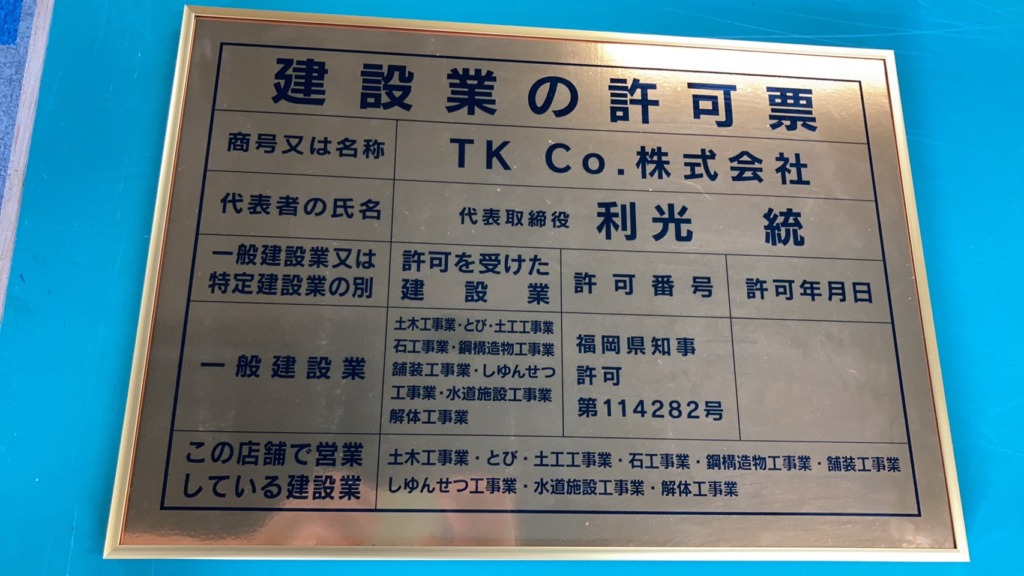 建設業の許可票
商号又は名称
TK Co.株式会社
代表者の氏名
代表取締役 利光 統
一般建設業又は
特定建設業の別
許可を受けた
建設業
許可番号
許可年月日
一般建設業
土木工事業・とび・土工工事業
石工事業・鋼構造物工事業
舗装工事業・しゆんせつ
工事業・水道施設工事業
解体工事業
福岡県知事
許可
第114282号
この店舗で営業
している建設業
土木工事業・とび・土工工事業・石工事業・鋼構造物工事業・舗装工事業
しゆんせつ工事業・水道施設工事業・解体工事業